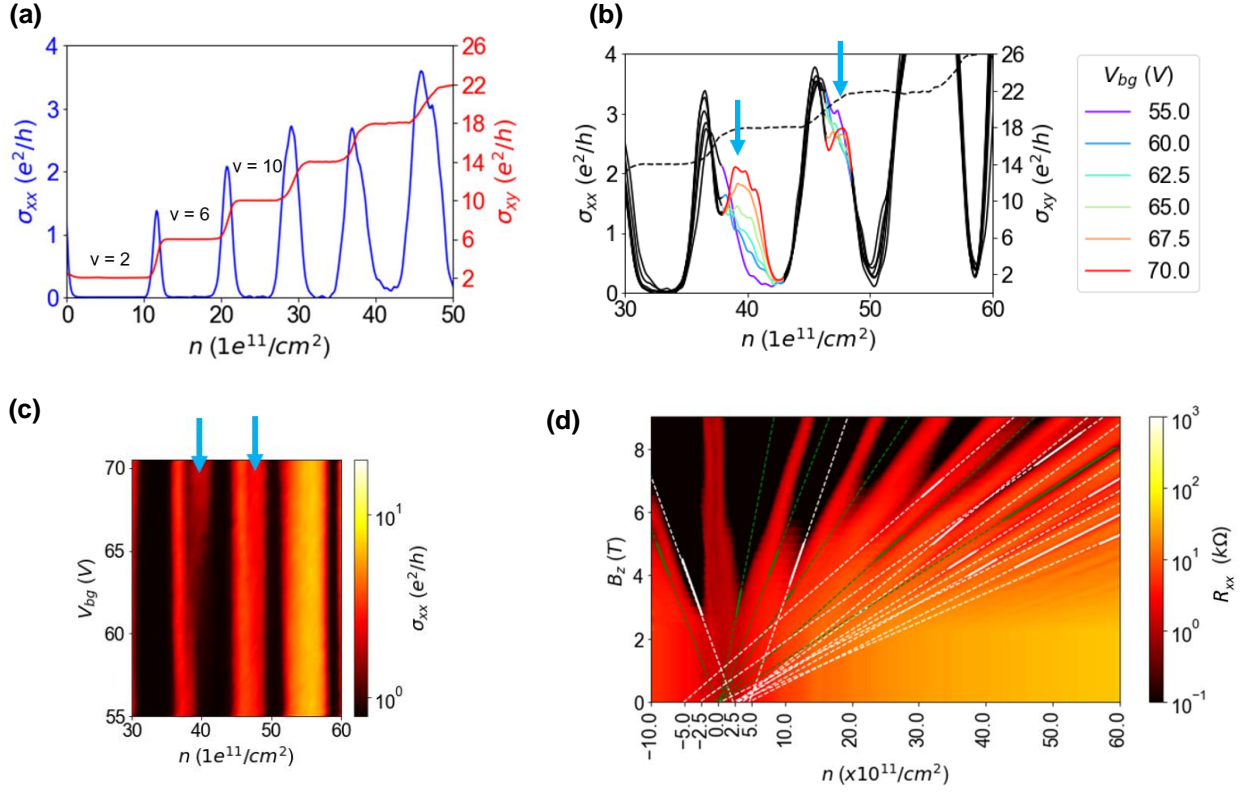 (a)
4
3
2
1
0
σxx (e²/h)
26
22
18
14
10
6
2
σxy (e²/h)
ν = 2
ν = 6
ν = 10
0 10 20 30 40 50
n (1e¹¹/cm²)
(b)
4
3
2
1
0
σxx (e²/h)
26
22
18
14
10
6
2
σxy (e²/h)
30 40 50 60
n (1e¹¹/cm²)
Vbg (V)
55.0
60.0
62.5
65.0
67.5
70.0
(c)
70
65
60
55
Vbg (V)
30 40 50 60
n (1e¹¹/cm²)
10¹
10⁰
σxx (e²/h)
(d)
8
6
4
2
0
Bz (T)
-10.0
-5.0
-2.5
0.0
2.5
5.0
10.0
20.0
30.0
40.0
50.0
60.0
n (x10¹¹/cm²)
10³
10²
10¹
10⁰
10⁻¹
Rxx (kΩ)